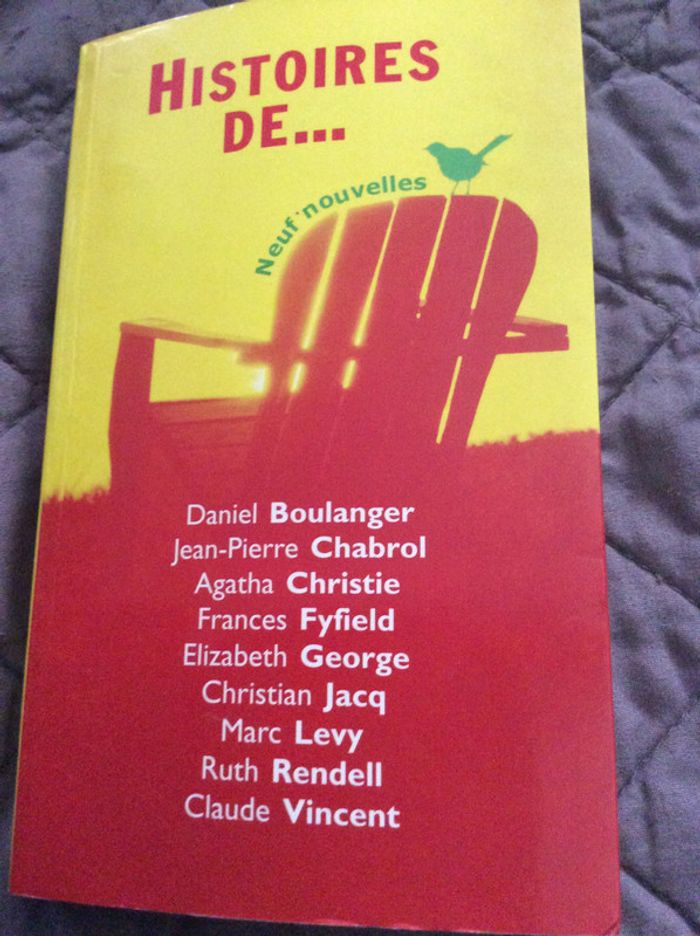 HISTOIRES
DE...
Neuf nouvelles
Daniel Boulanger
Jean-Pierre Chabrol
Agatha Christie
Frances Fyfield
Elizabeth George
Christian Jacq
Marc Levy
Ruth Rendell
Claude Vincent